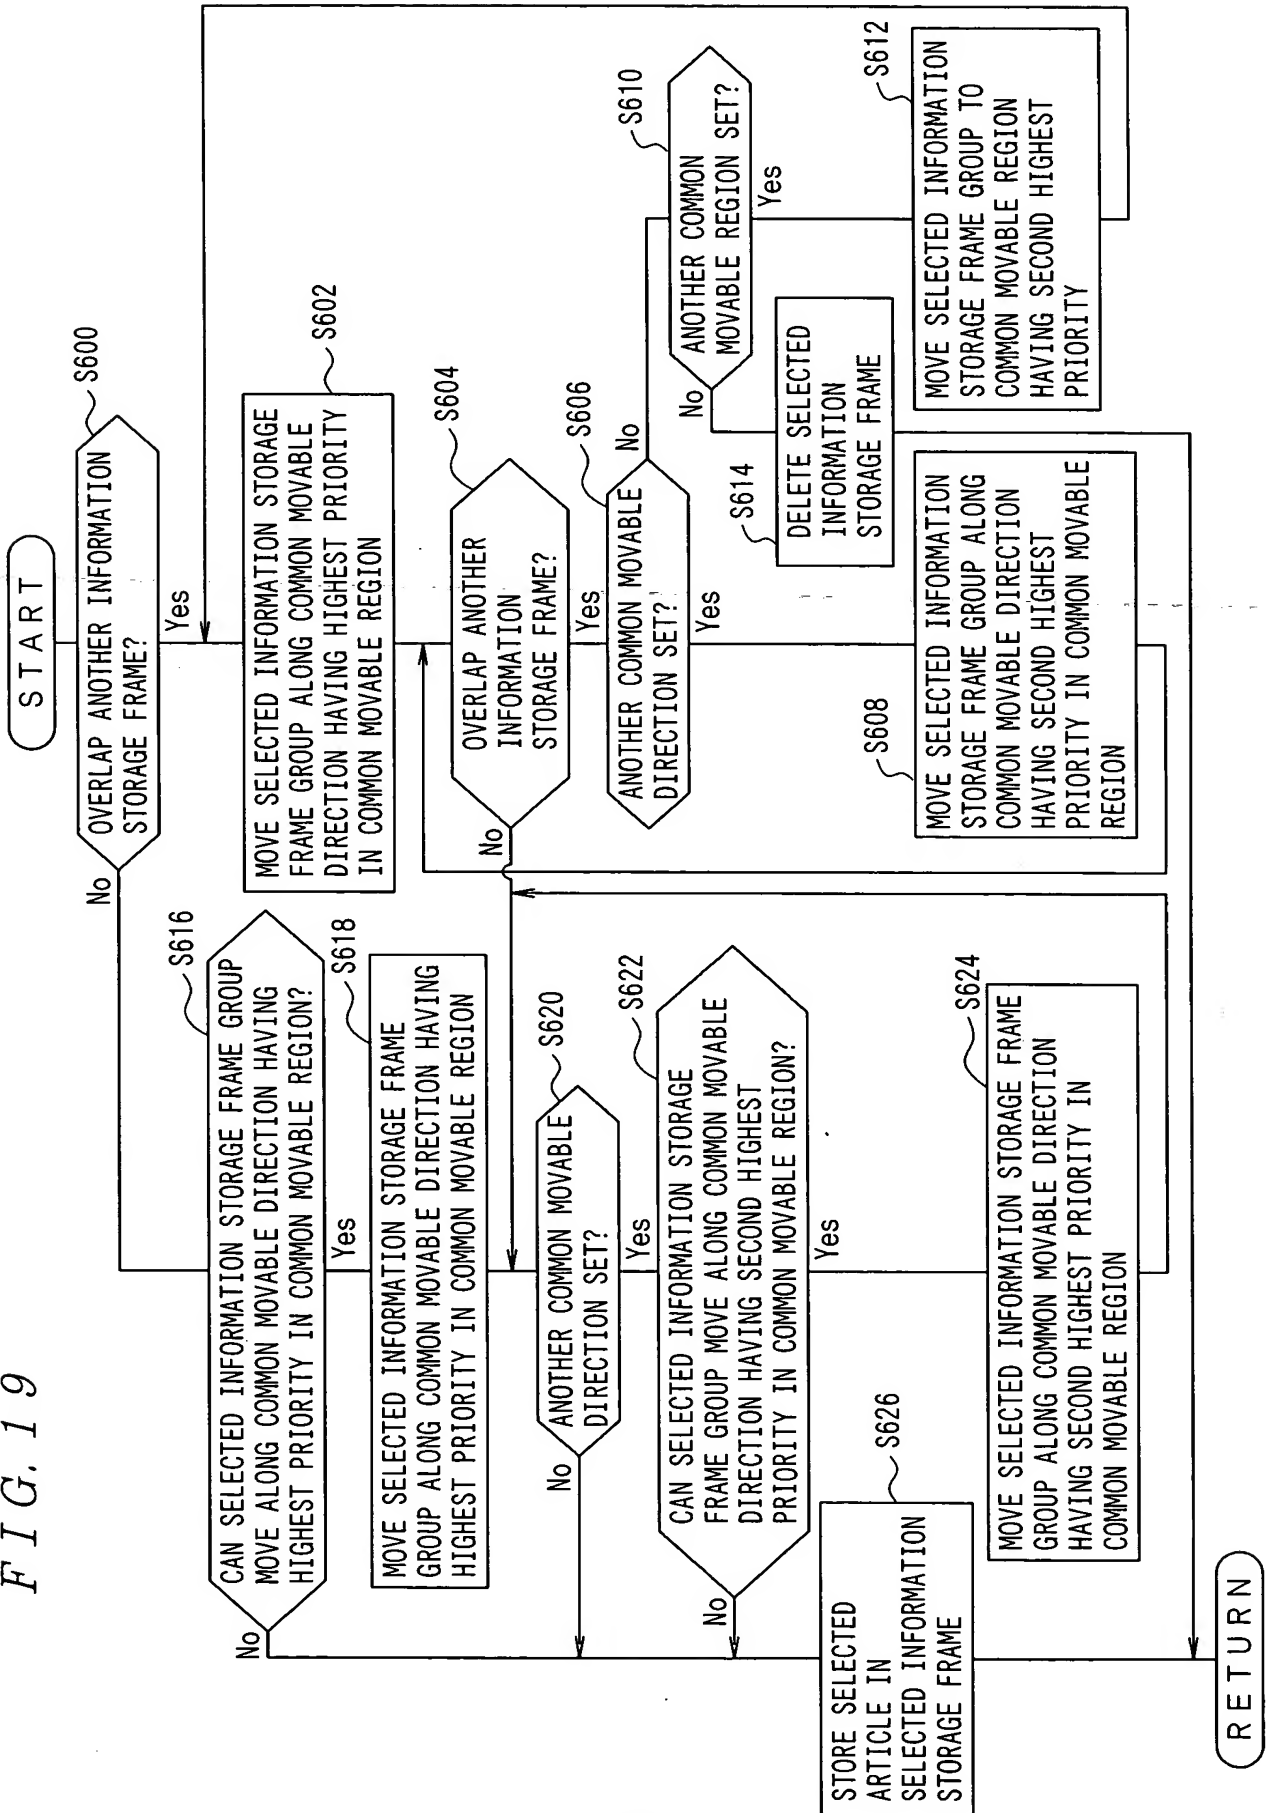 FIG. 19
START
OVERLAP ANOTHER INFORMATION
STORAGE FRAME?
S600
No
Yes
MOVE SELECTED INFORMATION STORAGE
FRAME GROUP ALONG COMMON MOVABLE
DIRECTION HAVING HIGHEST PRIORITY
IN COMMON MOVABLE REGION
S602
OVERLAP ANOTHER
INFORMATION
STORAGE FRAME?
S604
No
Yes
ANOTHER COMMON MOVABLE
DIRECTION SET?
S606
No
Yes
MOVE SELECTED INFORMATION
STORAGE FRAME GROUP ALONG
COMMON MOVABLE DIRECTION
HAVING SECOND HIGHEST
PRIORITY IN COMMON MOVABLE
REGION
S608
ANOTHER COMMON
MOVABLE REGION SET?
S610
No
Yes
MOVE SELECTED INFORMATION
STORAGE FRAME GROUP TO
COMMON MOVABLE REGION
HAVING SECOND HIGHEST
PRIORITY
S612
DELETE SELECTED
INFORMATION
STORAGE FRAME
S614
CAN SELECTED INFORMATION STORAGE FRAME GROUP
MOVE ALONG COMMON MOVABLE DIRECTION HAVING
HIGHEST PRIORITY IN COMMON MOVABLE REGION?
S616
No
Yes
MOVE SELECTED INFORMATION STORAGE FRAME
GROUP ALONG COMMON MOVABLE DIRECTION HAVING
HIGHEST PRIORITY IN COMMON MOVABLE REGION
S618
ANOTHER COMMON MOVABLE
DIRECTION SET?
S620
No
Yes
CAN SELECTED INFORMATION STORAGE
FRAME GROUP MOVE ALONG COMMON MOVABLE
DIRECTION HAVING SECOND HIGHEST
PRIORITY IN COMMON MOVABLE REGION?
S622
No
Yes
MOVE SELECTED INFORMATION STORAGE FRAME
GROUP ALONG COMMON MOVABLE DIRECTION
HAVING SECOND HIGHEST PRIORITY IN
COMMON MOVABLE REGION
S624
STORE SELECTED
ARTICLE IN
SELECTED INFORMATION
STORAGE FRAME
S626
RETURN